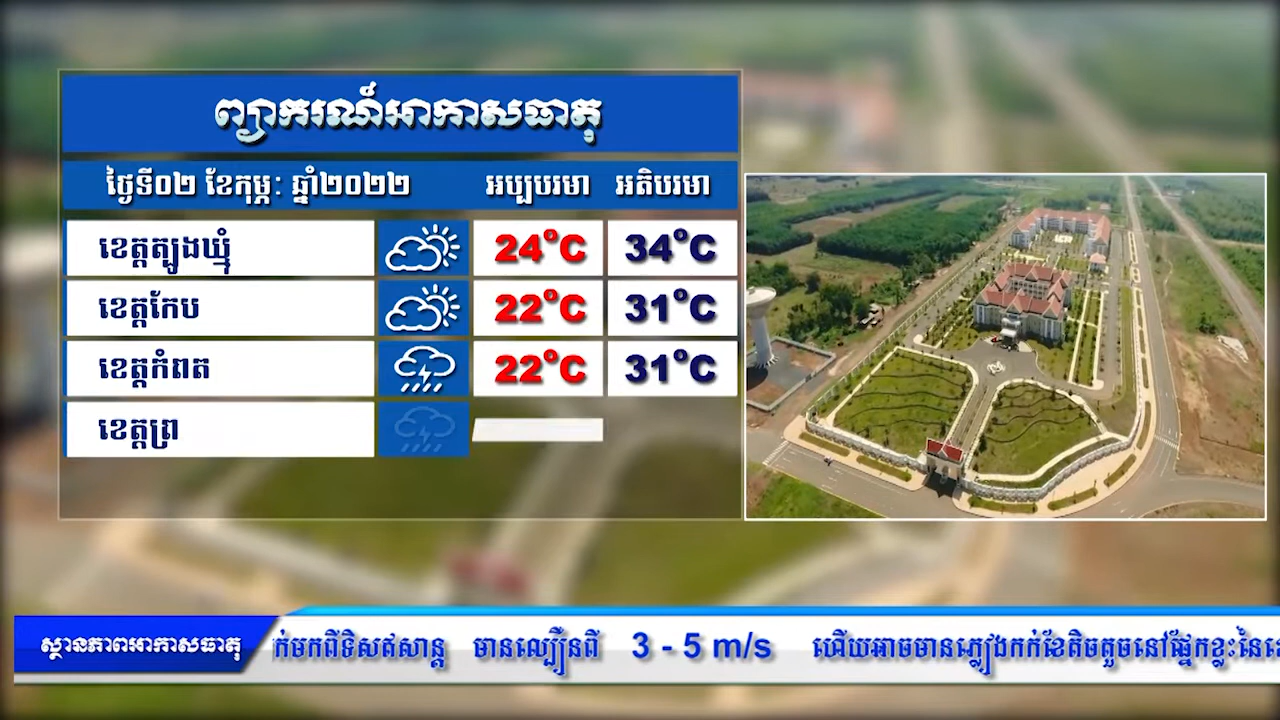 ព្យាករណ៍អាកាសធាតុ
ថ្ងៃទី០២ ខែកុម្ភៈ ឆ្នាំ២០២២ អប្បបរមា អតិបរមា
ខេត្តត្បូងឃ្មុំ 24°C 34°C
ខេត្តកែប 22°C 31°C
ខេត្តកំពត 22°C 31°C
ខេត្តព្រ
ស្ថានភាពអាកាសធាតុ ក់មកពីទិសឥសាន្ត មានល្បឿនពី 3 - 5 m/s ហើយអាចមានភ្លៀងកក់ខែតិចតួចនៅផ្នែកខ្លះនៃ